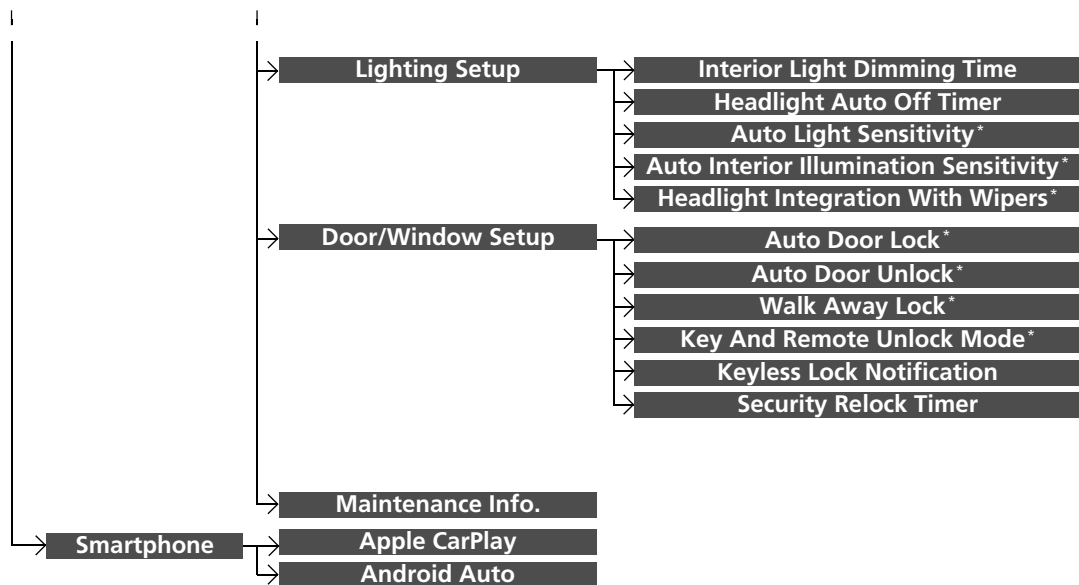 Lighting Setup
Interior Light Dimming Time
Headlight Auto Off Timer
Auto Light Sensitivity*
Auto Interior Illumination Sensitivity*
Headlight Integration With Wipers*
Door/Window Setup
Auto Door Lock*
Auto Door Unlock*
Walk Away Lock*
Key And Remote Unlock Mode*
Keyless Lock Notification
Security Relock Timer
Maintenance Info.
Smartphone
Apple CarPlay
Android Auto